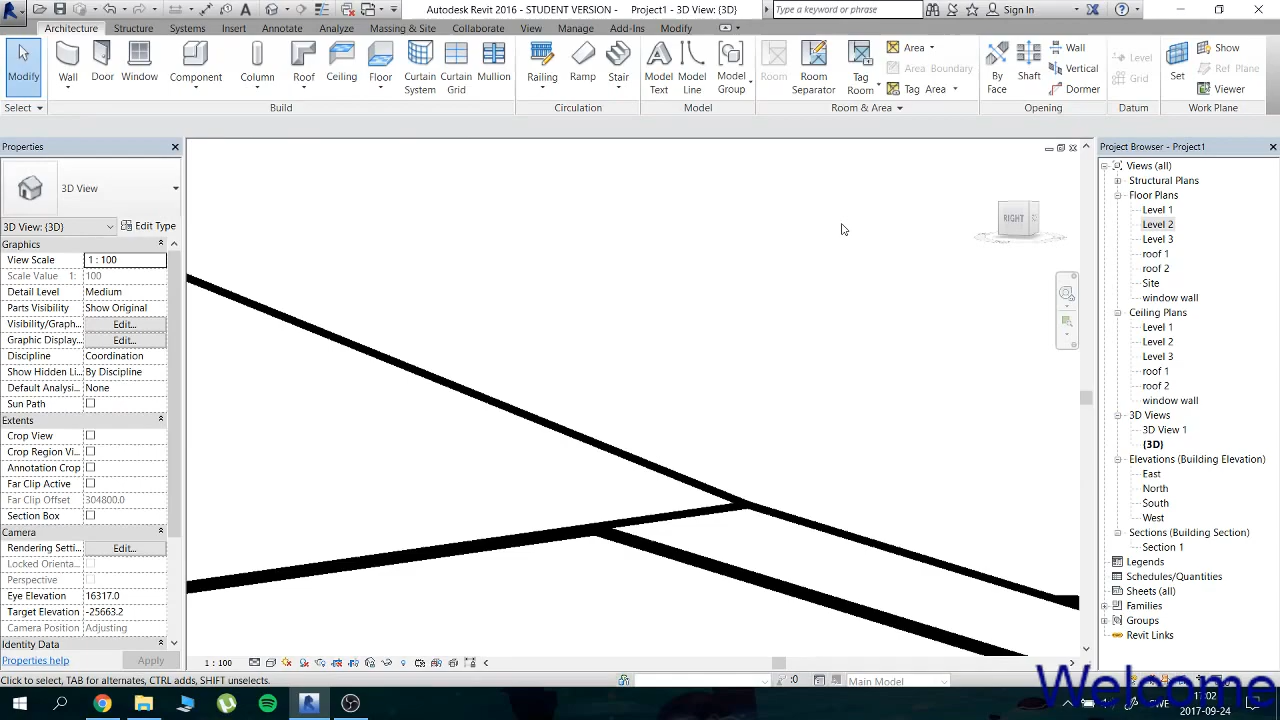 Autodesk Revit 2016 - STUDENT VERSION - Project1 - 3D View: {3D}
Type a keyword or phrase
Sign In
Architecture Structure Systems Insert Annotate Analyze Massing & Site Collaborate View Manage Add-Ins Modify
Modify Wall Door Window Component Column Roof Ceiling Floor Curtain System Curtain Grid Mullion Railing Ramp Stair Model Text Model Line Model Group Room Room Separator Tag Room
Area
Area Boundary
Tag Area
By Face Shaft
Wall
Vertical
Dormer
Level
Grid
Set
Show
Ref Plane
Viewer
Select Build Circulation Model Room & Area Opening Datum Work Plane
Properties
3D View
3D View: {3D} Edit Type
Graphics
View Scale 1 : 100
Scale Value 1: 100
Detail Level Medium
Parts Visibility Show Original
Visibility/Graph... Edit...
Graphic Display... Edit...
Discipline Coordination
Show Hidden Li... By Discipline
Default Analysi... None
Sun Path
Extents
Crop View
Crop Region Vi...
Annotation Crop
Far Clip Active
Far Clip Offset 304800.0
Section Box
Camera
Rendering Setti... Edit...
Locked Orienta...
Perspective
Eye Elevation 16317.0
Target Elevation -25663.2
Camera Position Adjusting
Identity Data
Properties help Apply
RIGHT
1 : 100
Project Browser - Project1
Views (all)
Structural Plans
Floor Plans
Level 1
Level 2
Level 3
roof 1
roof 2
Site
window wall
Ceiling Plans
Level 1
Level 2
Level 3
roof 1
roof 2
window wall
3D Views
3D View 1
{3D}
Elevations (Building Elevation)
East
North
South
West
Sections (Building Section)
Section 1
Legends
Schedules/Quantities
Sheets (all)
Families
Groups
Revit Links
Click to select, TAB for alternates, CTRL adds, SHIFT unselects.
:0
Main Model
Welcome
17:02
SWE
2017-09-24